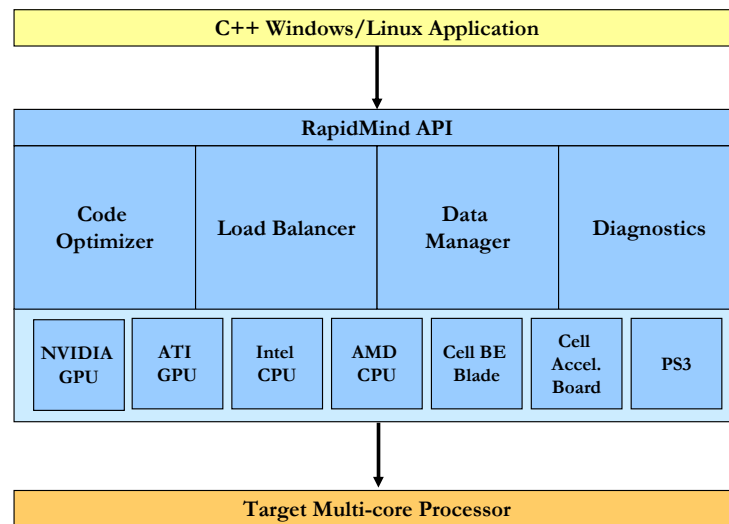 C++ Windows/Linux Application
RapidMind API
Code
Optimizer
Load Balancer
Data
Manager
Diagnostics
NVIDIA
GPU
ATI
GPU
Intel
CPU
AMD
CPU
Cell BE
Blade
Cell
Accel.
Board
PS3
Target Multi-core Processor